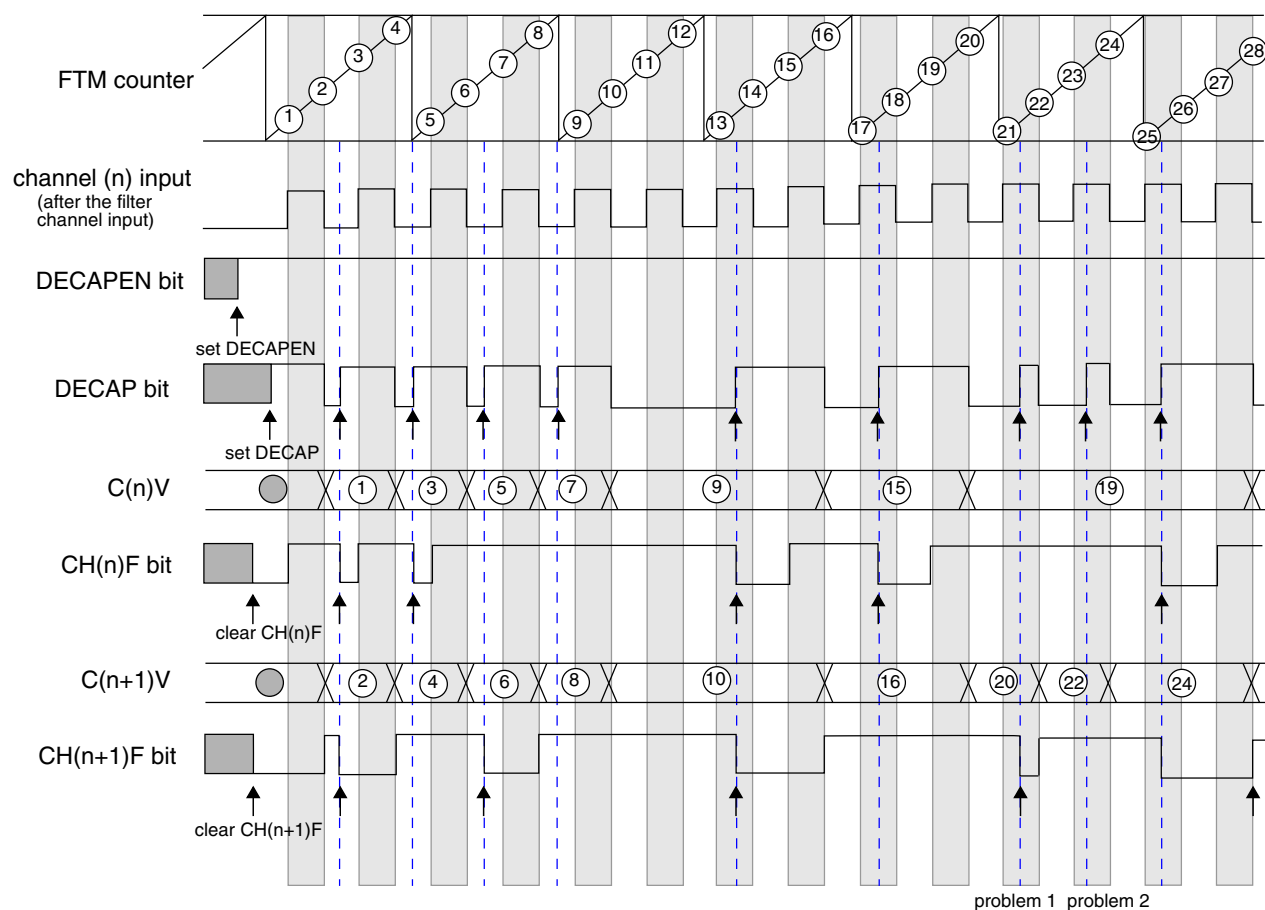 FTM counter
1 2 3 4 5 6 7 8 9 10 11 12 13 14 15 16 17 18 19 20 21 22 23 24 25 26 27 28
channel (n) input
(after the filter
channel input)
DECAPEN bit
set DECAPEN
DECAP bit
set DECAP
C(n)V
1 3 5 7 9 15 19
CH(n)F bit
clear CH(n)F
C(n+1)V
2 4 6 8 10 16 20 22 24
CH(n+1)F bit
clear CH(n+1)F
problem 1 problem 2